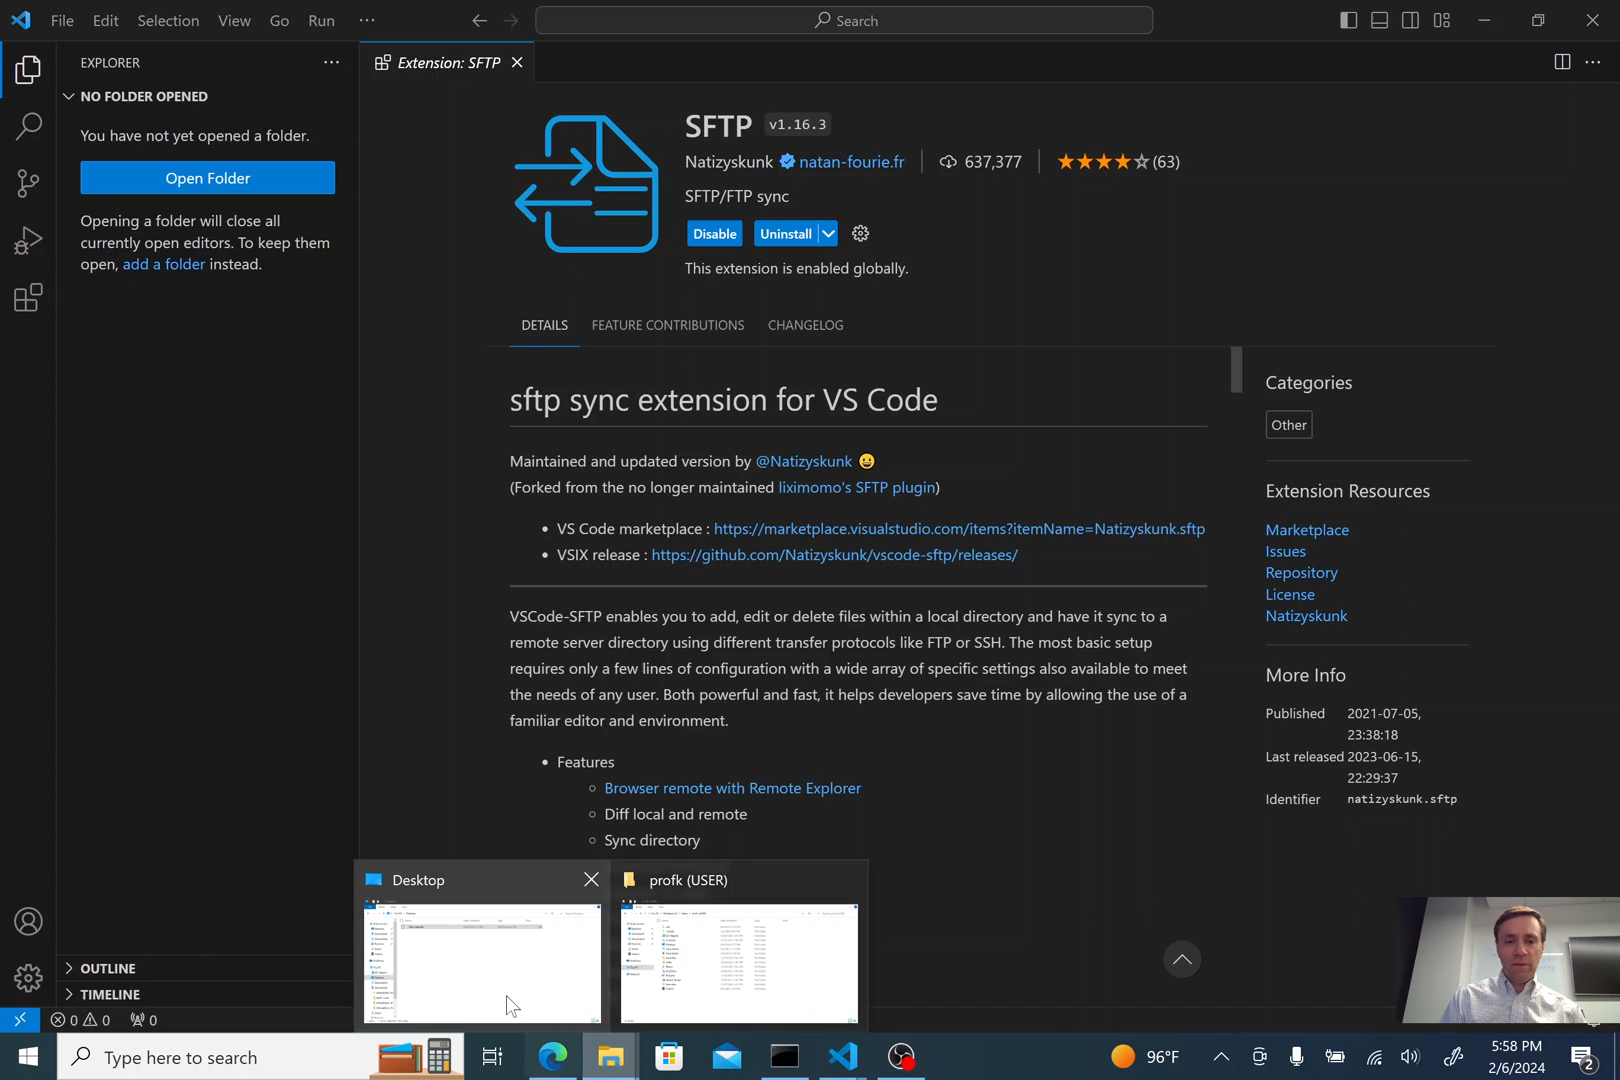 File Edit Selection View Go Run ···
Search
EXPLORER
Extension: SFTP
NO FOLDER OPENED
You have not yet opened a folder.
Open Folder
Opening a folder will close all
currently open editors. To keep them
open, add a folder instead.
SFTP v1.16.3
Natizyskunk natan-fourie.fr 637,377 (63)
SFTP/FTP sync
Disable Uninstall
This extension is enabled globally.
DETAILS FEATURE CONTRIBUTIONS CHANGELOG
sftp sync extension for VS Code
Maintained and updated version by @Natizyskunk 😀
(Forked from the no longer maintained liximomo's SFTP plugin)
• VS Code marketplace : https://marketplace.visualstudio.com/items?itemName=Natizyskunk.sftp
• VSIX release : https://github.com/Natizyskunk/vscode-sftp/releases/
VSCode-SFTP enables you to add, edit or delete files within a local directory and have it sync to a
remote server directory using different transfer protocols like FTP or SSH. The most basic setup
requires only a few lines of configuration with a wide array of specific settings also available to meet
the needs of any user. Both powerful and fast, it helps developers save time by allowing the use of a
familiar editor and environment.
• Features
○ Browser remote with Remote Explorer
○ Diff local and remote
○ Sync directory
Categories
Other
Extension Resources
Marketplace
Issues
Repository
License
Natizyskunk
More Info
Published 2021-07-05,
23:38:18
Last released 2023-06-15,
22:29:37
Identifier natizyskunk.sftp
Desktop
profk (USER)
OUTLINE
TIMELINE
0 0 0
Type here to search
96°F
5:58 PM
2/6/2024
2